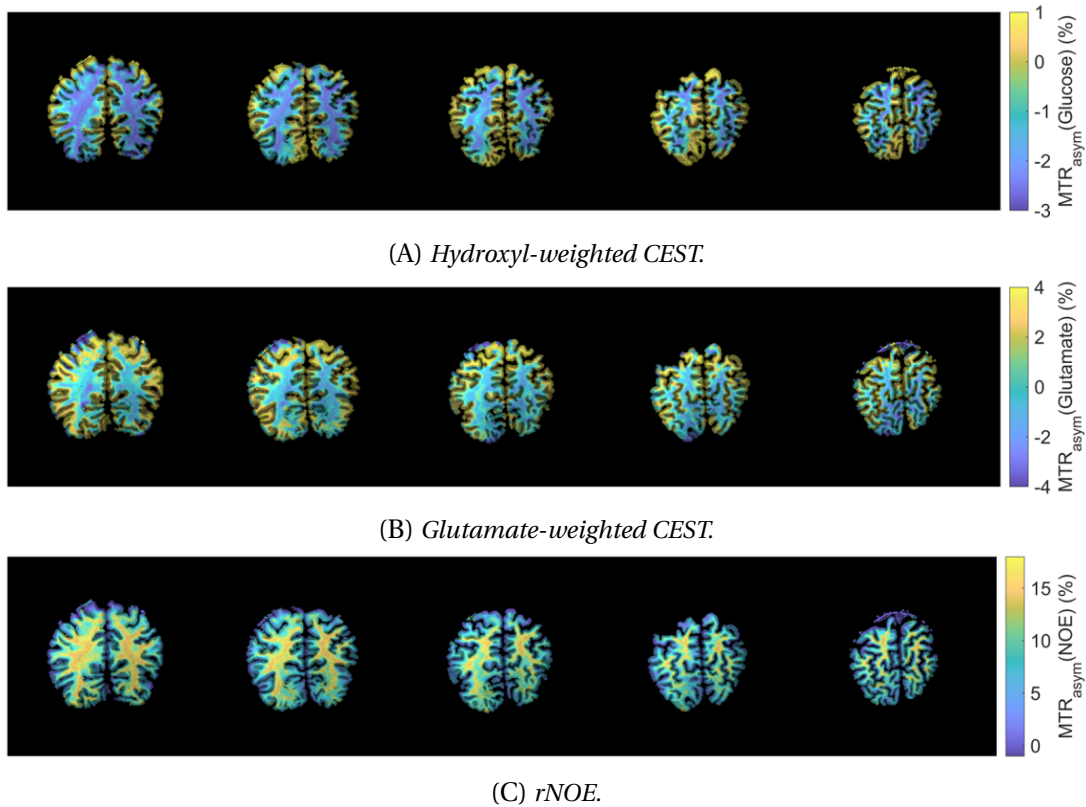 1
0
-1
-2
-3
MTRasym(Glucose) (%)
(A) Hydroxyl-weighted CEST.
4
2
0
-2
-4
MTRasym(Glutamate) (%)
(B) Glutamate-weighted CEST.
15
10
5
0
MTRasym(NOE) (%)
(C) rNOE.